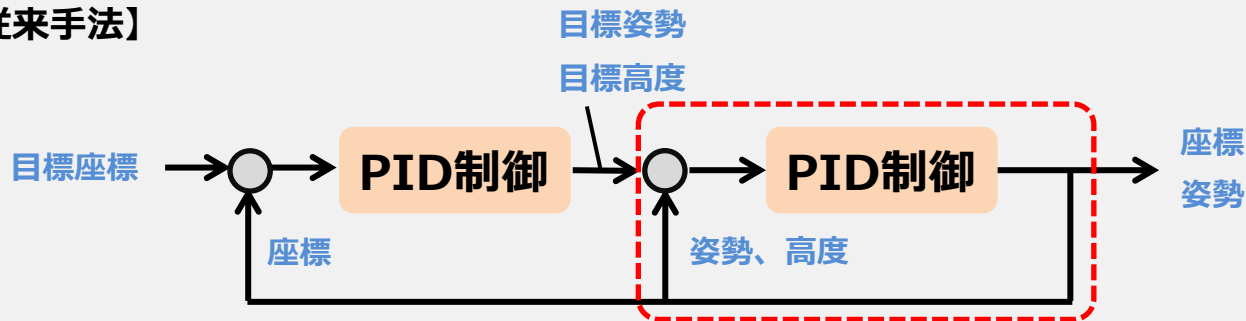 従来手法】
目標姿勢
目標高度
目標座標
PID制御
PID制御
座標
姿勢
座標
姿勢、高度